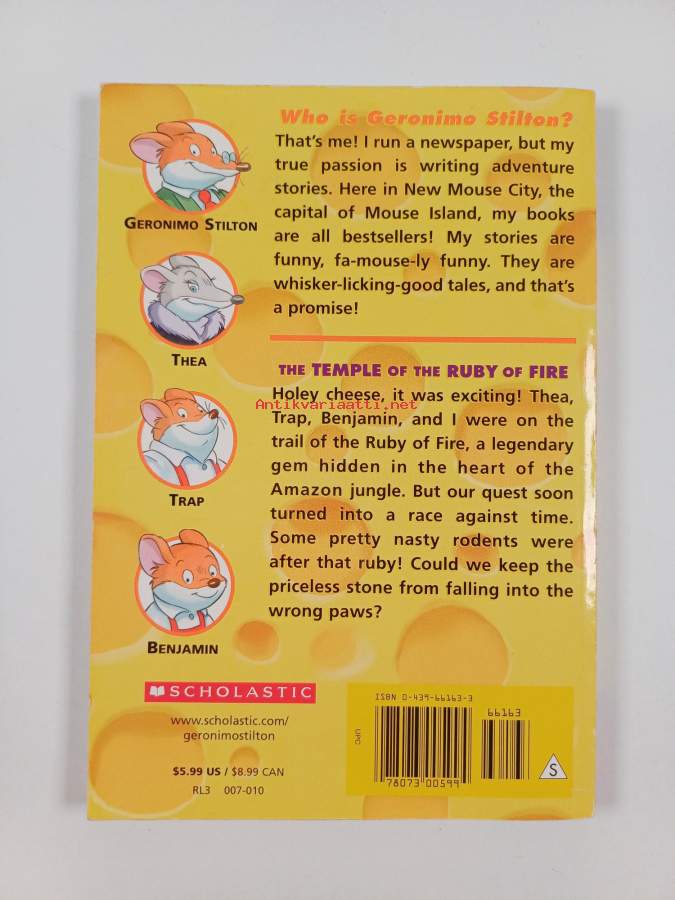 Who is Geronimo Stilton?
That's me! I run a newspaper, but my
true passion is writing adventure
stories. Here in New Mouse City, the
capital of Mouse Island, my books
are all bestsellers! My stories are
funny, fa-mouse-ly funny. They are
whisker-licking-good tales, and that's
a promise!
GERONIMO STILTON
THEA
TRAP
BENJAMIN
THE TEMPLE OF THE RUBY OF FIRE
Holey cheese, it was exciting! Thea,
Trap, Benjamin, and I were on the
trail of the Ruby of Fire, a legendary
gem hidden in the heart of the
Amazon jungle. But our quest soon
turned into a race against time.
Some pretty nasty rodents were
after that ruby! Could we keep the
priceless stone from falling into the
wrong paws?
Antikvariaatti.net
SCHOLASTIC
www.scholastic.com/
geronimostilton
$5.99 US / $8.99 CAN
RL3 007-010
ISBN 0-439-66163-3
66163
UPC
78073 00599
S